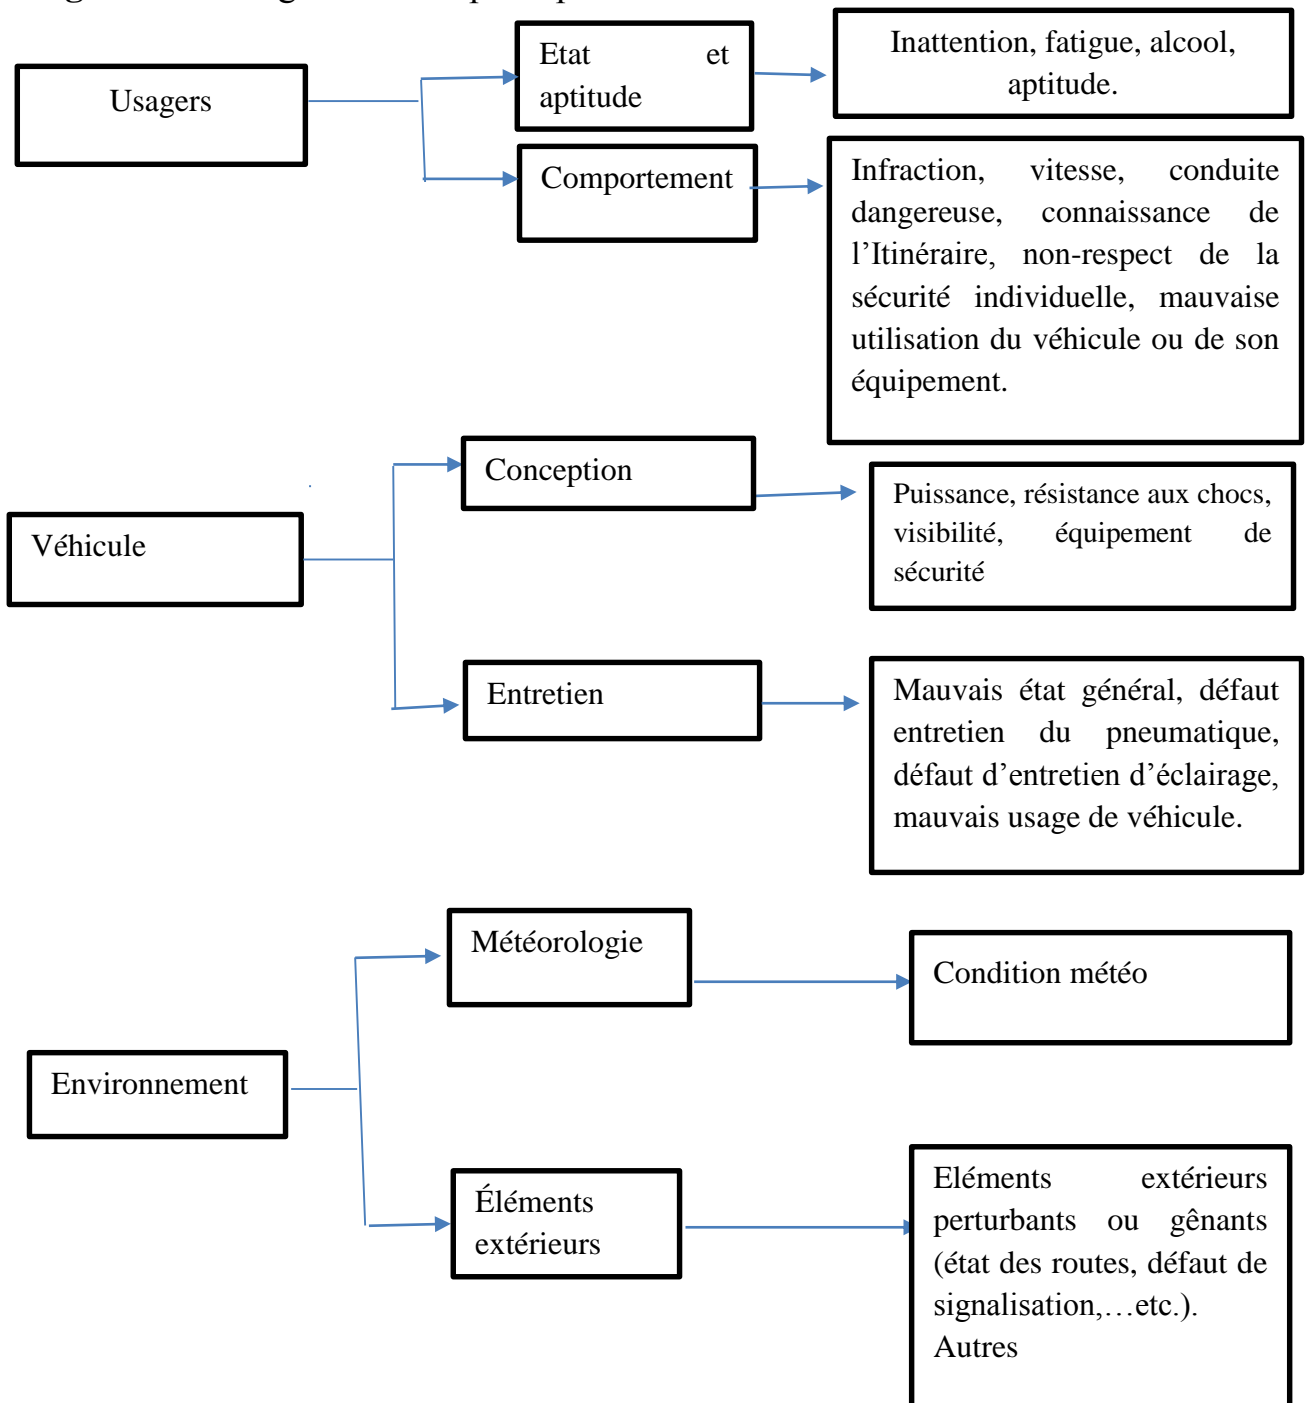 Usagers
Etat et
aptitude
Inattention, fatigue, alcool,
aptitude.
Comportement
Infraction, vitesse, conduite
dangereuse, connaissance de
l’Itinéraire, non-respect de la
sécurité individuelle, mauvaise
utilisation du véhicule ou de son
équipement.
Véhicule
Conception
Puissance, résistance aux chocs,
visibilité, équipement de
sécurité
Entretien
Mauvais état général, défaut
entretien du pneumatique,
défaut d’entretien d’éclairage,
mauvais usage de véhicule.
Environnement
Météorologie
Condition météo
Éléments
extérieurs
Eléments extérieurs
perturbants ou gênants
(état des routes, défaut de
signalisation,…etc.).
Autres